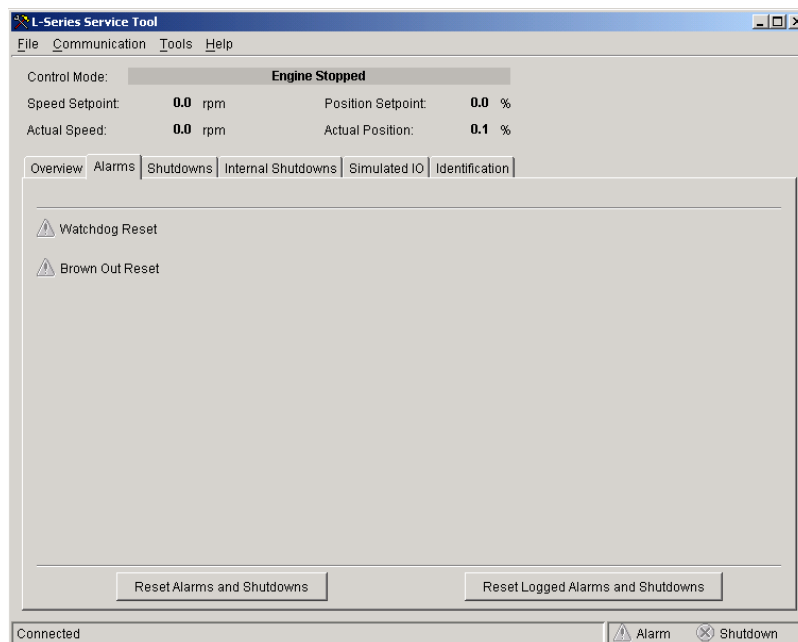 L-Series Service Tool
File Communication Tools Help
Control Mode: Engine Stopped
Speed Setpoint: 0.0 rpm Position Setpoint: 0.0 %
Actual Speed: 0.0 rpm Actual Position: 0.1 %
Overview Alarms Shutdowns Internal Shutdowns Simulated IO Identification
Watchdog Reset
Brown Out Reset
Reset Alarms and Shutdowns Reset Logged Alarms and Shutdowns
Connected Alarm Shutdown